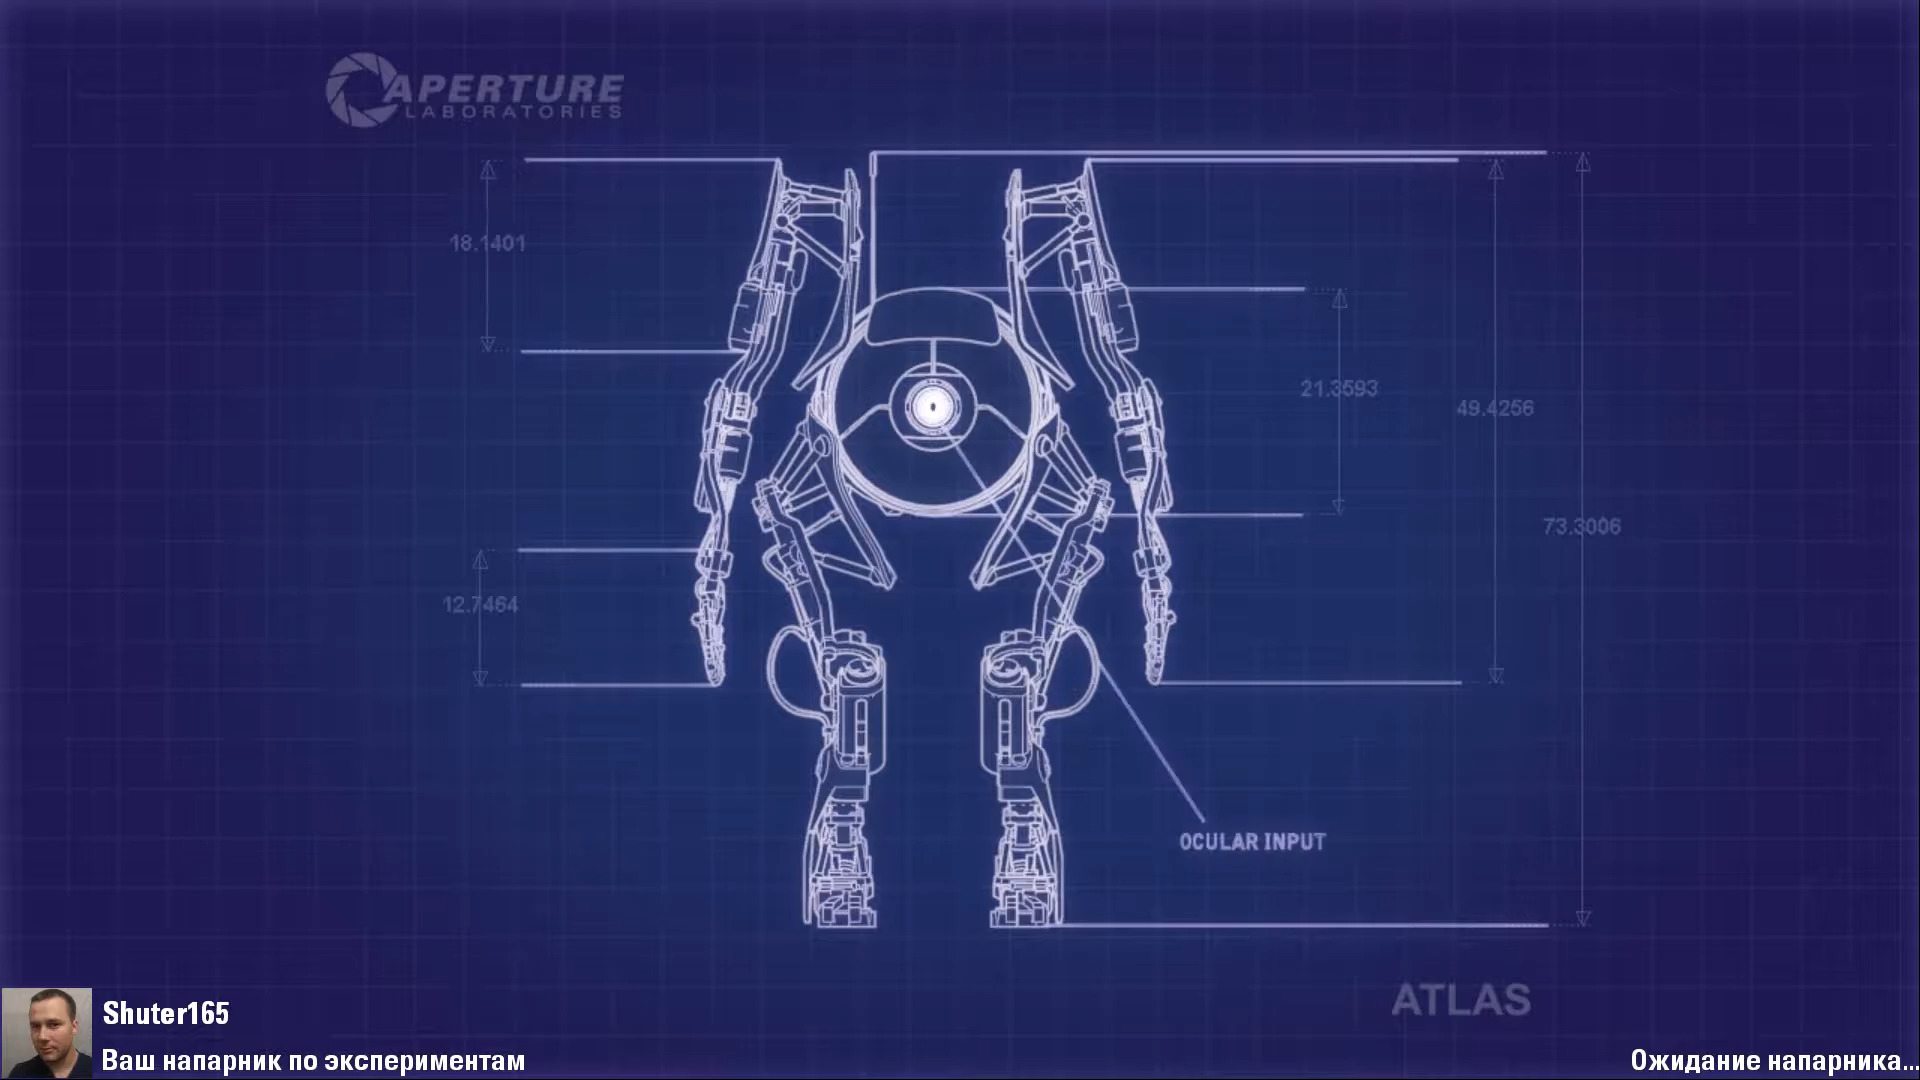 APERTURE
LABORATORIES
18.1401
21.3593
49.4256
73.3006
12.7464
OCULAR INPUT
ATLAS
Shuter165
Ваш напарник по экспериментам
Ожидание напарника...